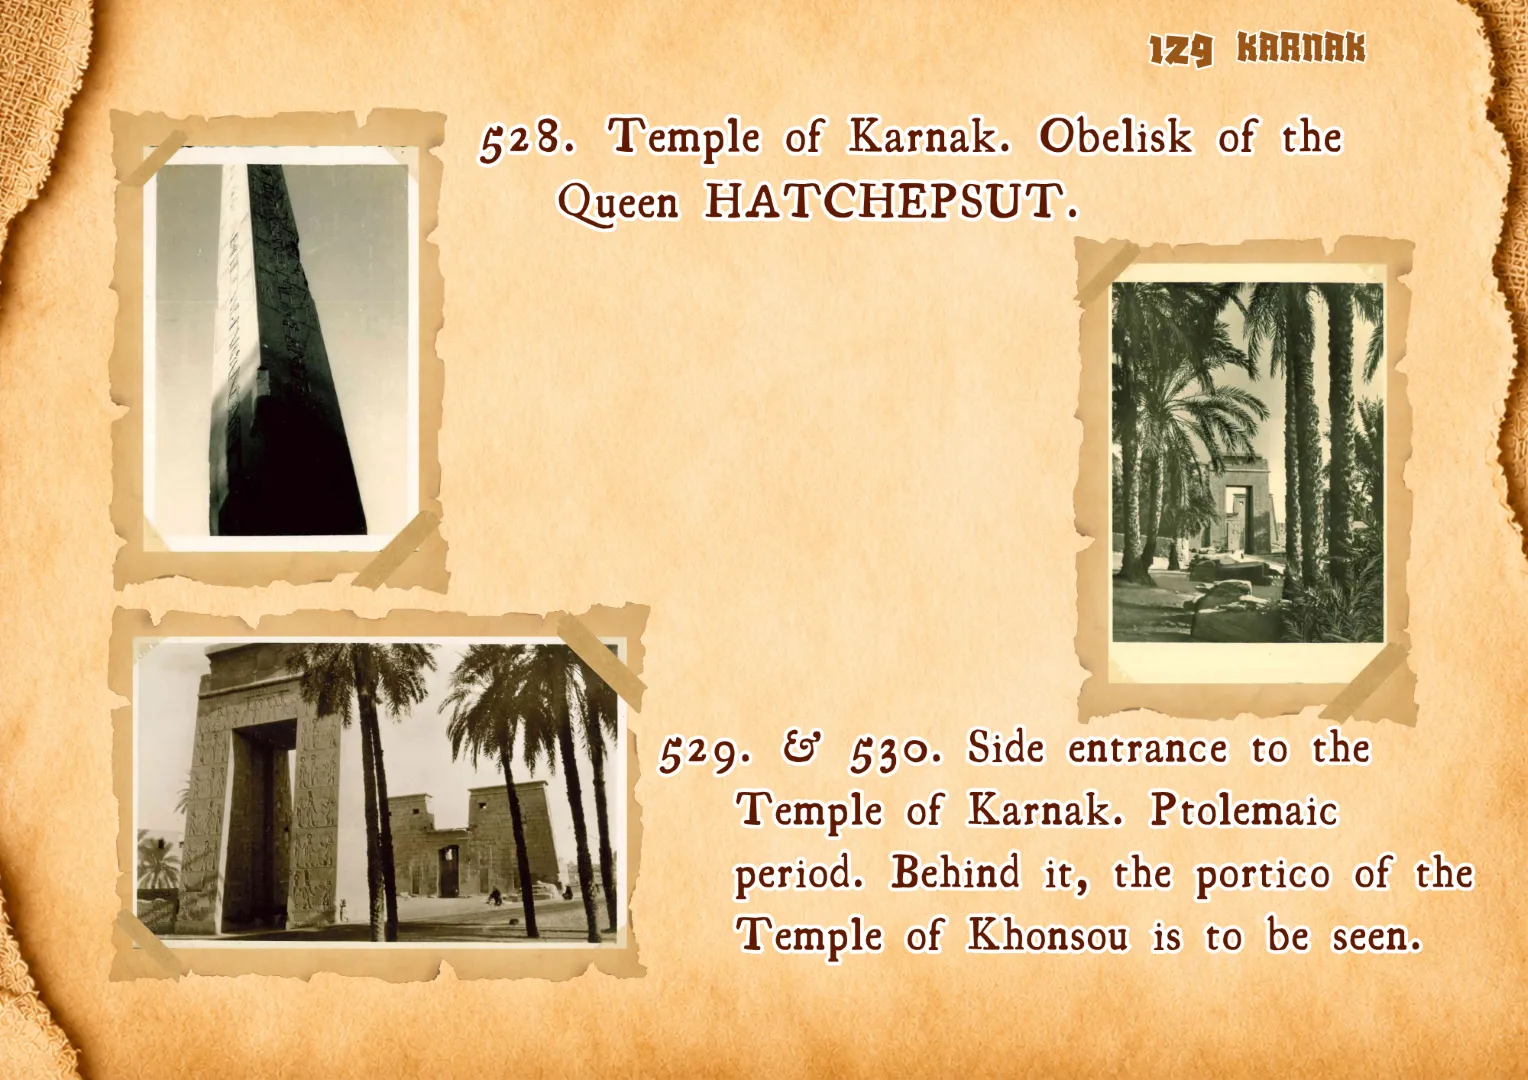 129 KARNAK
528. Temple of Karnak. Obelisk of the
Queen HATCHEPSUT.
529. & 530. Side entrance to the
Temple of Karnak. Ptolemaic
period. Behind it, the portico of the
Temple of Khonsou is to be seen.